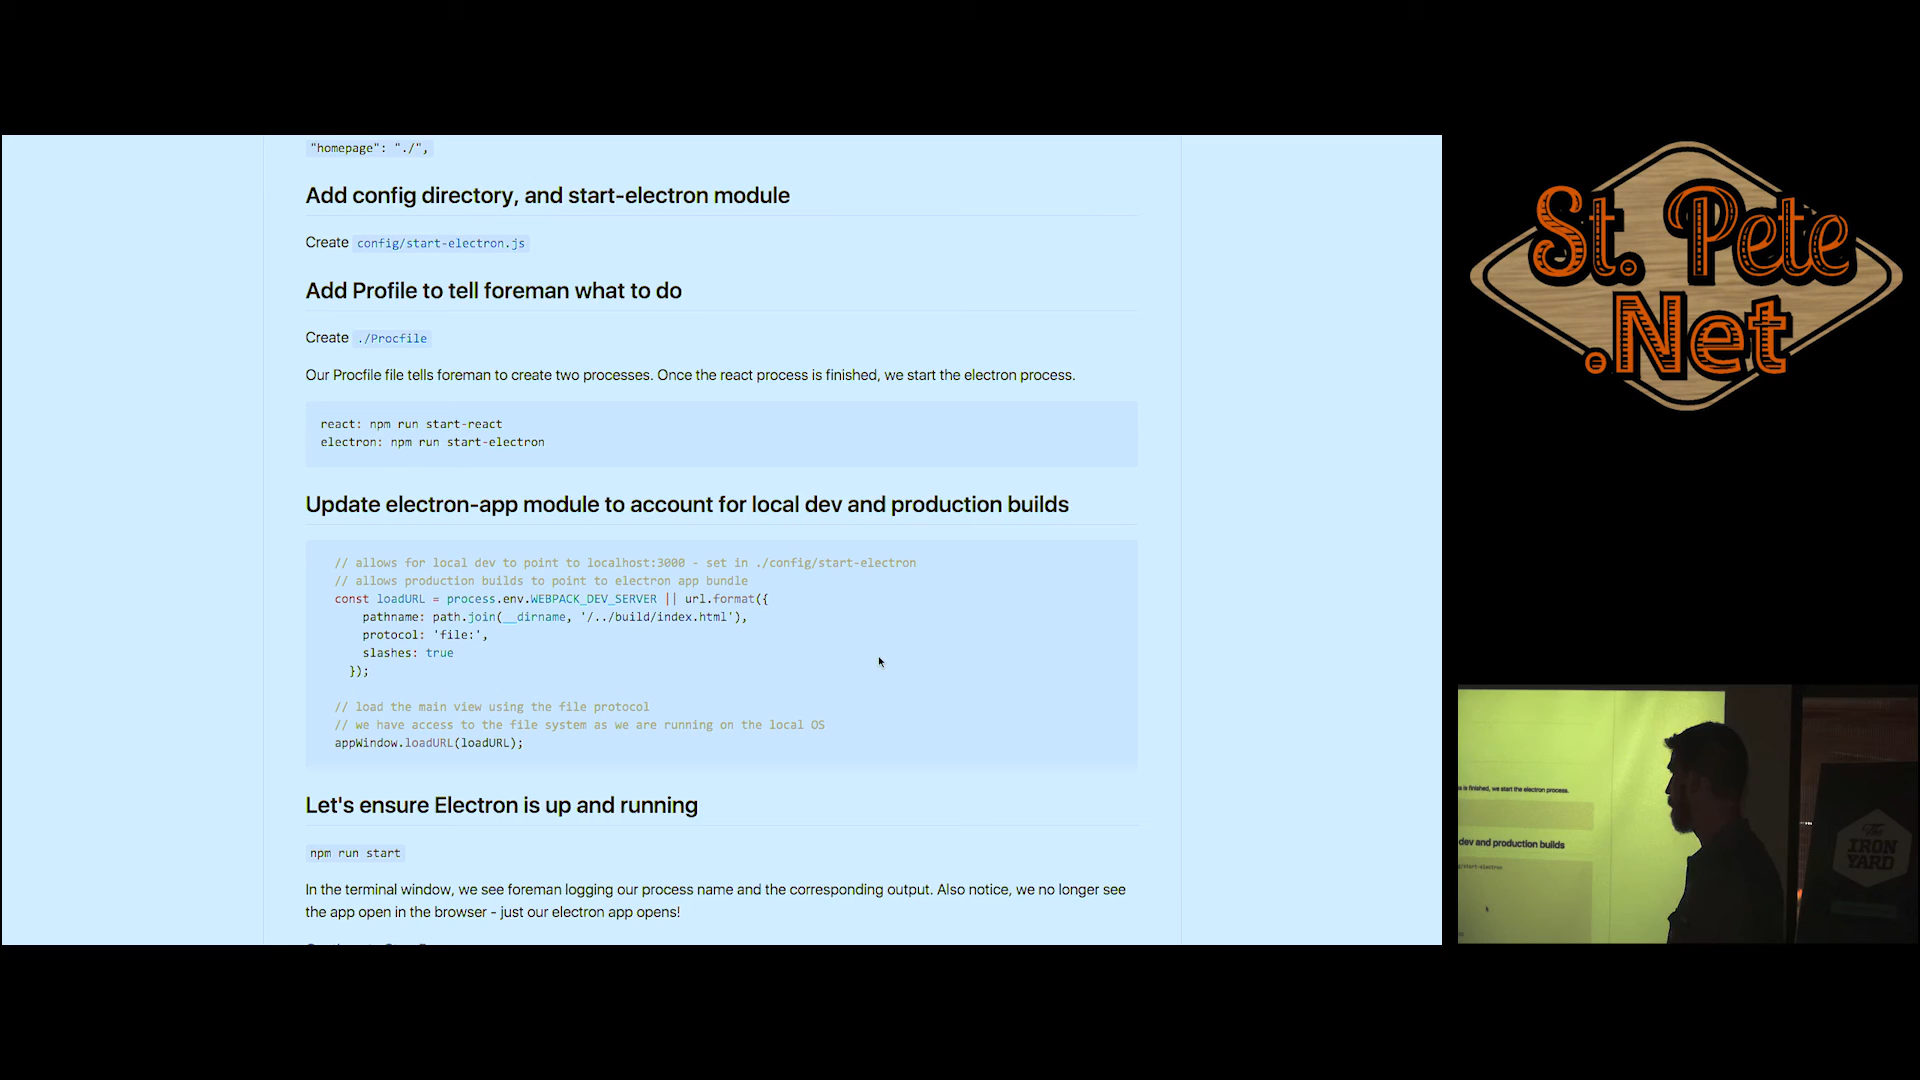 "homepage": "./",
Add config directory, and start-electron module
Create config/start-electron.js
Add Profile to tell foreman what to do
Create ./Procfile
Our Procfile file tells foreman to create two processes. Once the react process is finished, we start the electron process.
react: npm run start-react
electron: npm run start-electron
Update electron-app module to account for local dev and production builds
// allows for local dev to point to localhost:3000 - set in ./config/start-electron
// allows production builds to point to electron app bundle
const loadURL = process.env.WEBPACK_DEV_SERVER || url.format({
pathname: path.join(__dirname, '/../build/index.html'),
protocol: 'file:',
slashes: true
});
// load the main view using the file protocol
// we have access to the file system as we are running on the local OS
appWindow.loadURL(loadURL);
Let's ensure Electron is up and running
npm run start
In the terminal window, we see foreman logging our process name and the corresponding output. Also notice, we no longer see
the app open in the browser - just our electron app opens!
St. Pete
.Net
is finished, we start the electron process.
dev and production builds
The
IRON
YARD